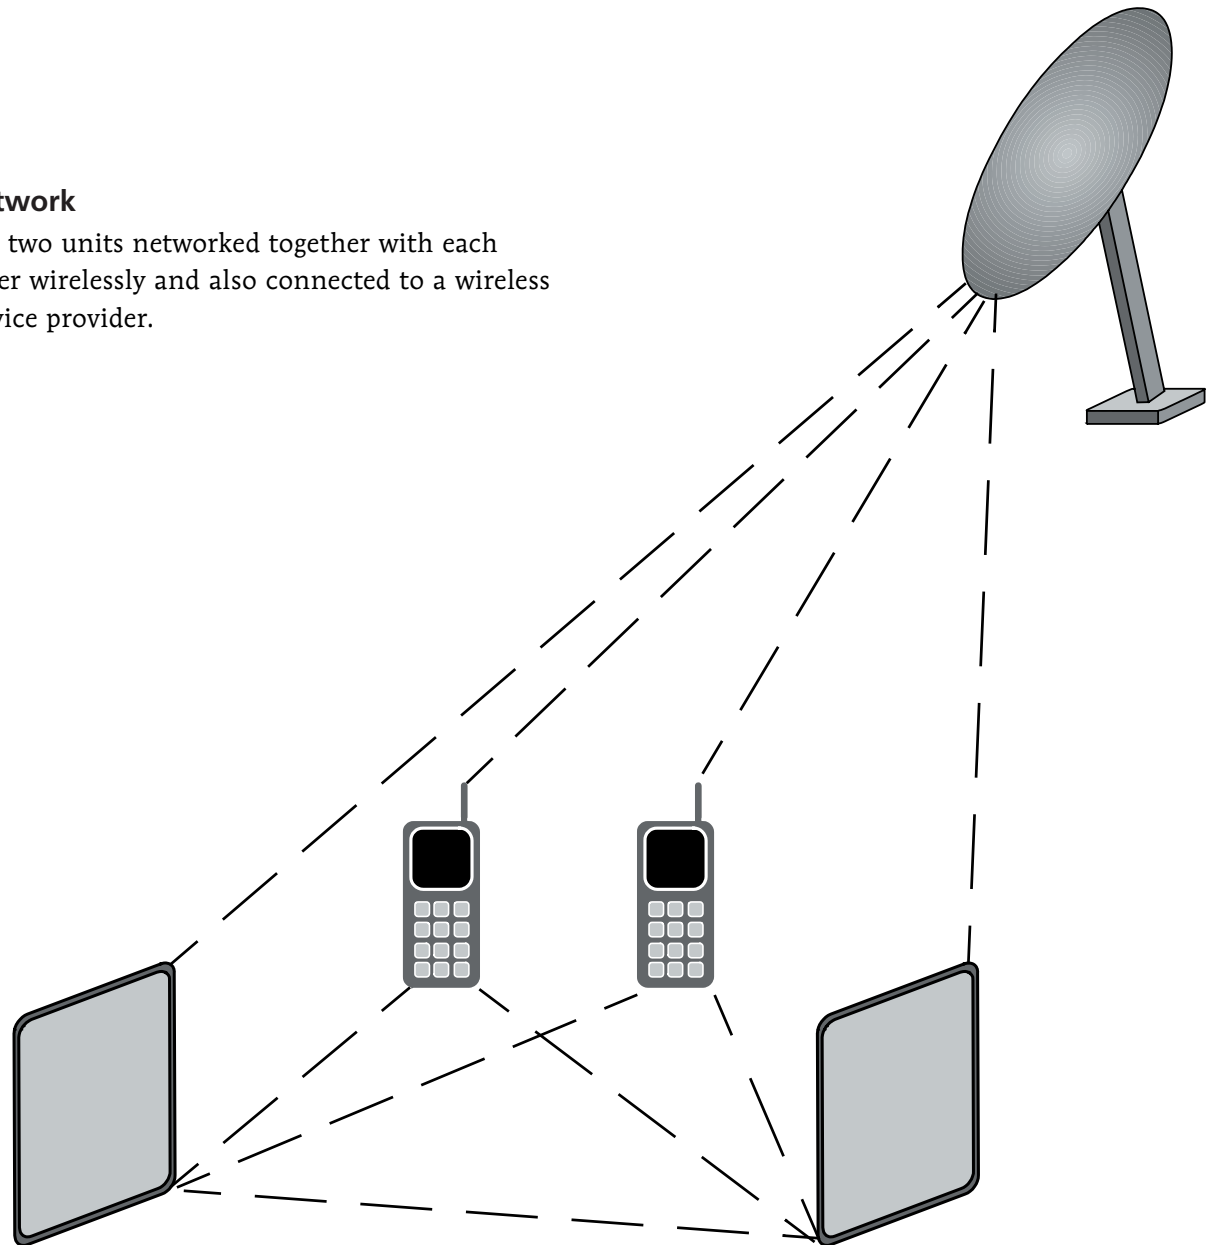 twork
two units networked together with each
er wirelessly and also connected to a wireless
vice provider.